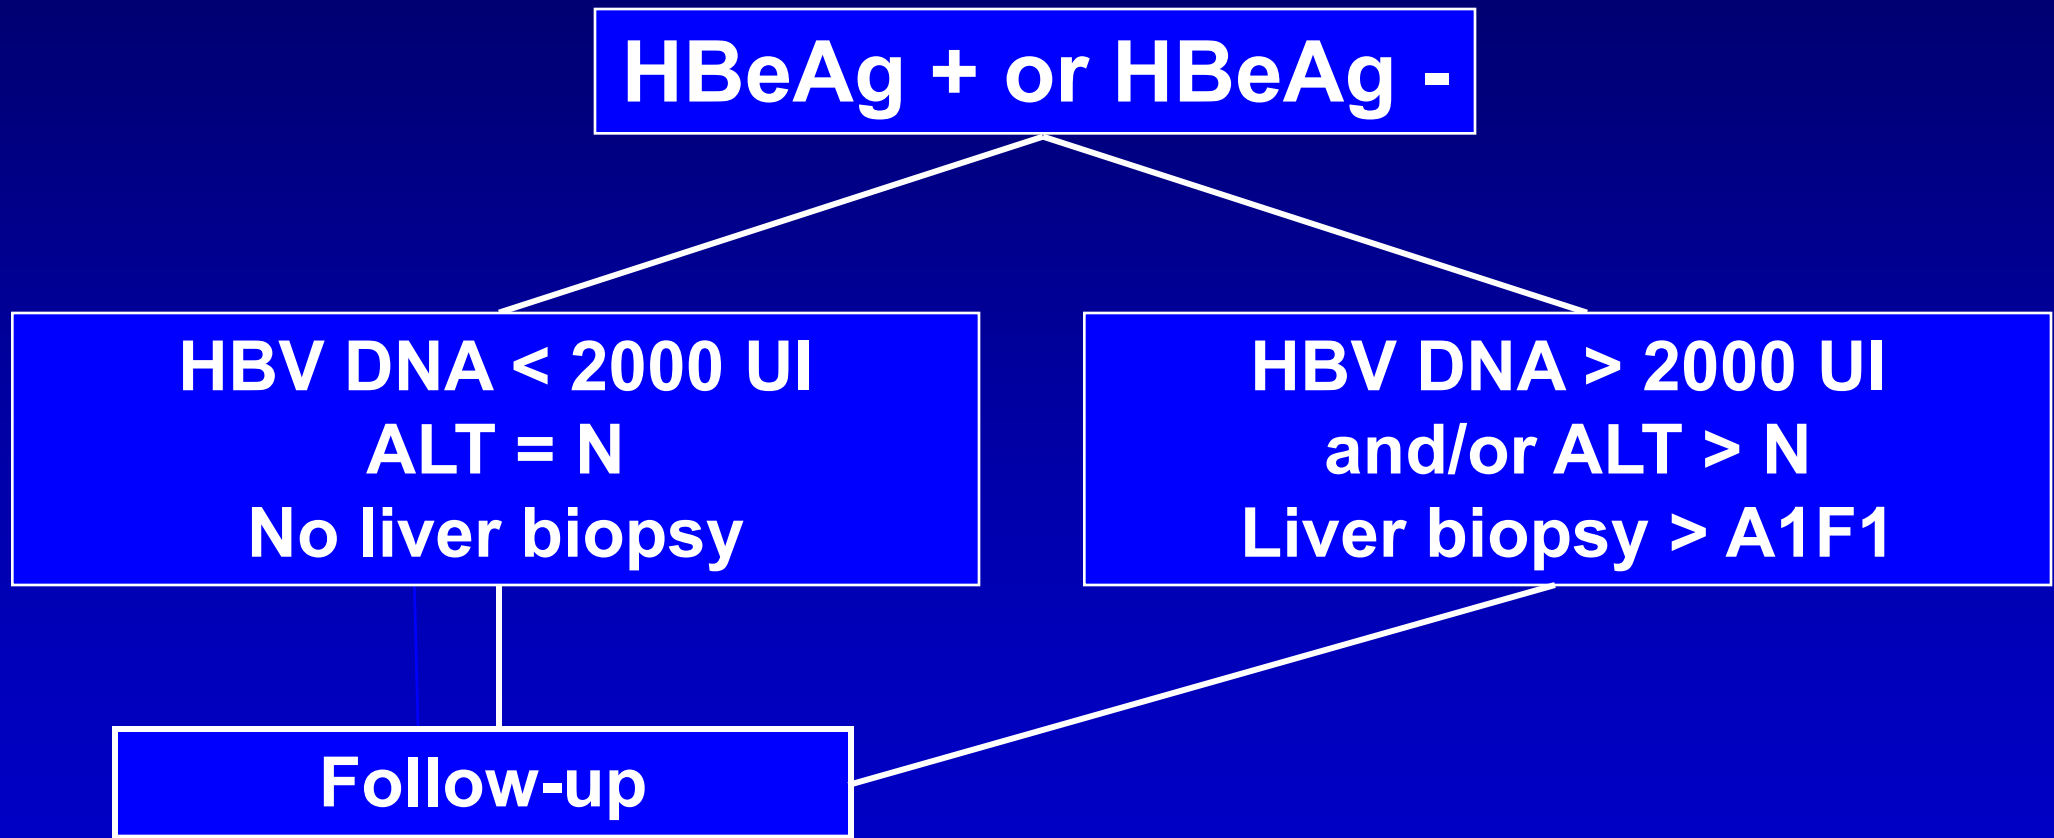 HBeAg + or HBeAg -
HBV DNA < 2000 UI
ALT = N
No liver biopsy
HBV DNA > 2000 UI
and/or ALT > N
Liver biopsy > A1F1
Follow-up